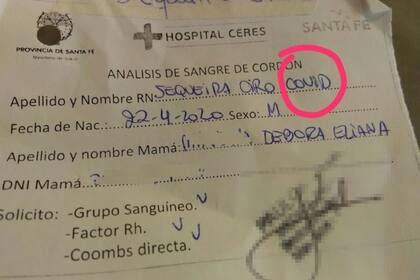 PROVINCIA DE SANTA FE
HOSPITAL CERES
SANTA FE
ANALISIS DE SANGRE DE CORDON
Apellido y Nombre RN: SEQUEIRA CIRO COVID
Fecha de Nac.: 22-4-2020 Sexo: M
Apellido y nombre Mamá: DEBORA ELIANA
DNI Mamá:
Solicito: -Grupo Sanguineo.
-Factor Rh.
-Coombs directa.